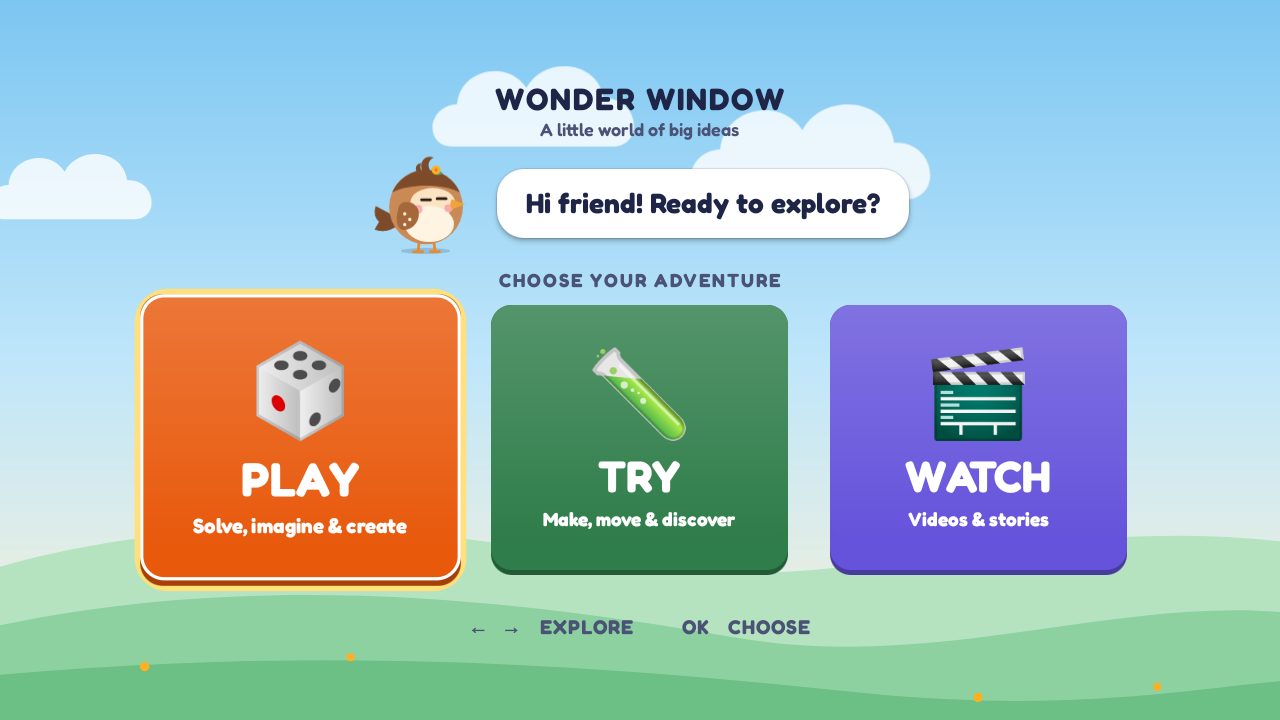 WONDER WINDOW
A little world of big ideas
Hi friend! Ready to explore?
CHOOSE YOUR ADVENTURE
PLAY
Solve, imagine & create
TRY
Make, move & discover
WATCH
Videos & stories
← → EXPLORE OK CHOOSE